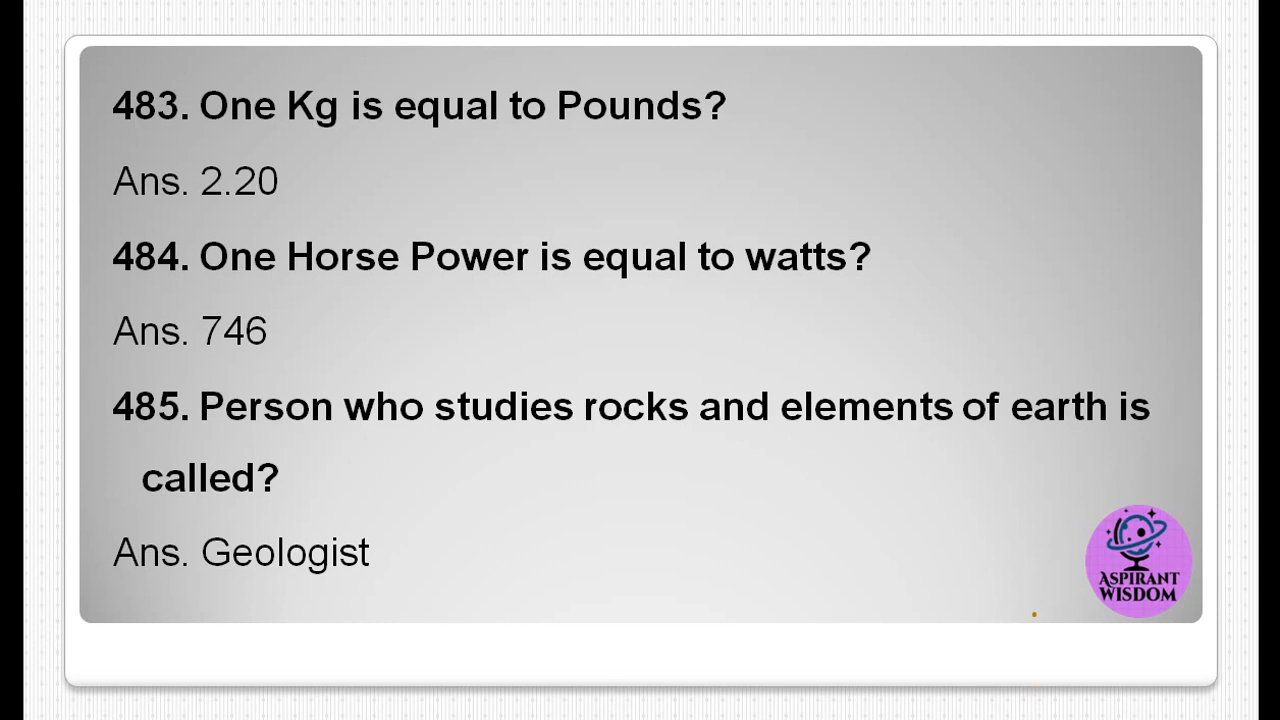 483. One Kg is equal to Pounds?
Ans. 2.20
484. One Horse Power is equal to watts?
Ans. 746
485. Person who studies rocks and elements of earth is
called?
Ans. Geologist
ASPIRANT
WISDOM